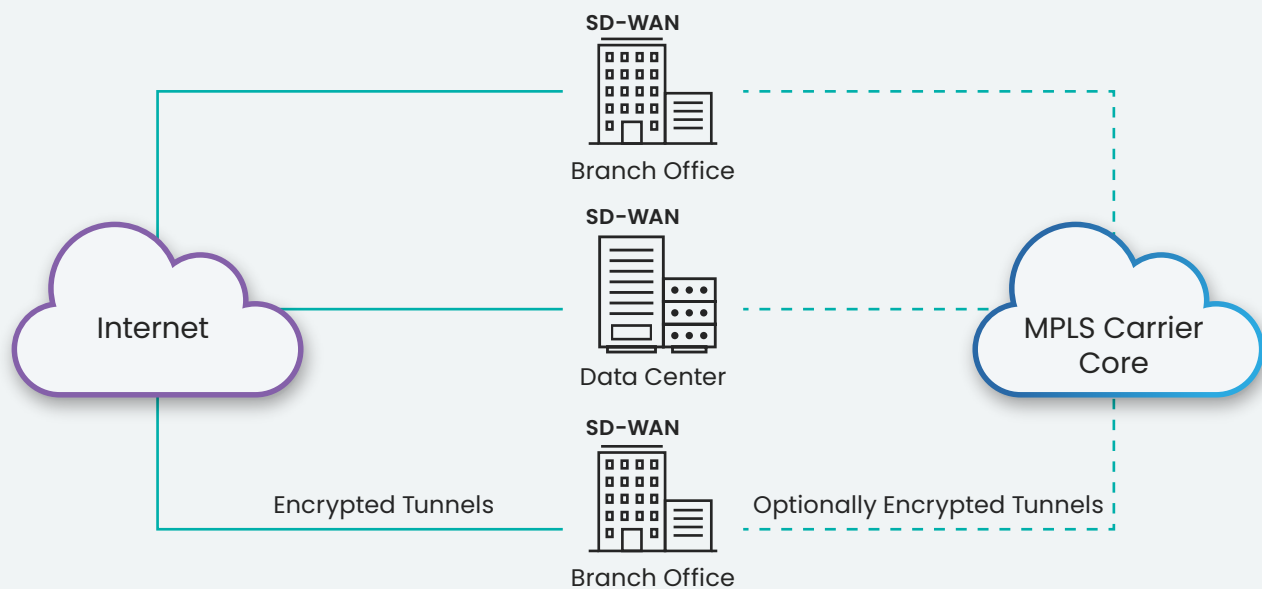 SD-WAN
Branch Office
SD-WAN
Internet
MPLS Carrier
Core
Data Center
SD-WAN
Encrypted Tunnels
Optionally Encrypted Tunnels
Branch Office